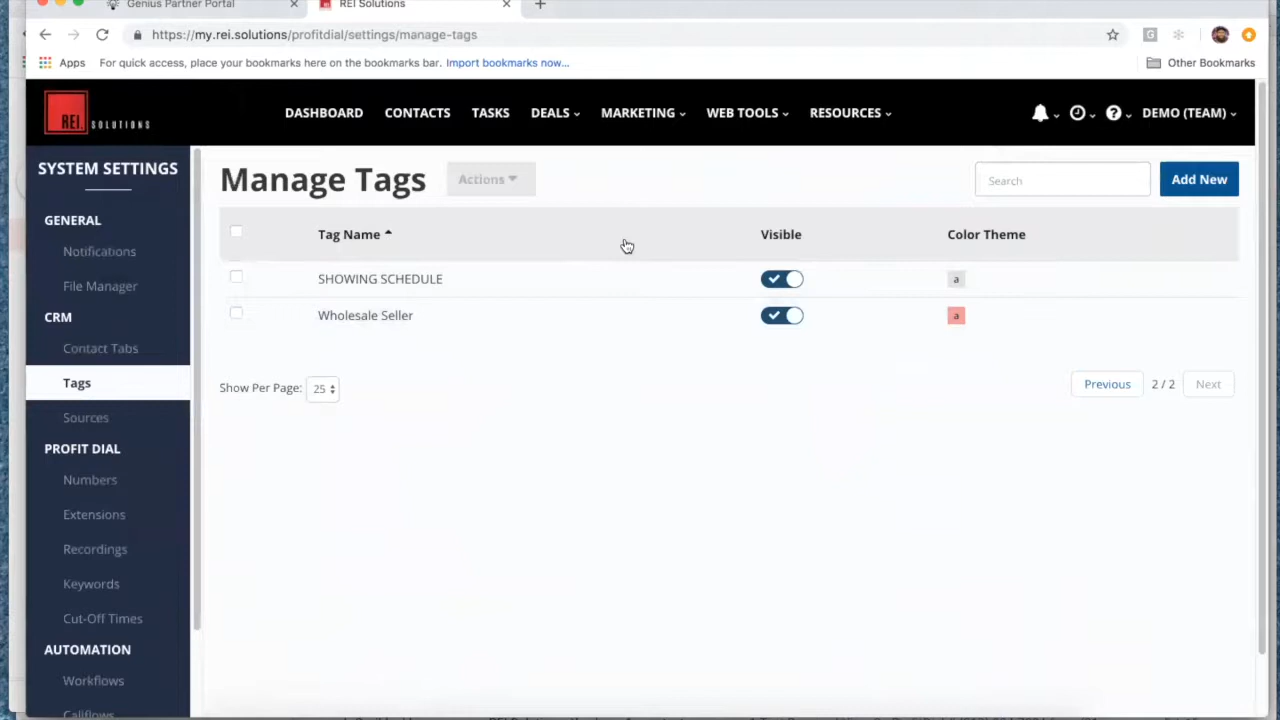 Genius Partner Portal
REI Solutions
https://my.rei.solutions/profitdial/settings/manage-tags
Apps
For quick access, place your bookmarks here on the bookmarks bar. Import bookmarks now...
Other Bookmarks
REI. SOLUTIONS
DASHBOARD CONTACTS TASKS DEALS MARKETING WEB TOOLS RESOURCES
DEMO (TEAM)
SYSTEM SETTINGS
GENERAL
Notifications
File Manager
CRM
Contact Tabs
Tags
Sources
PROFIT DIAL
Numbers
Extensions
Recordings
Keywords
Cut-Off Times
AUTOMATION
Workflows
Callflows
Manage Tags
Actions
Search
Add New
Tag Name Visible Color Theme
SHOWING SCHEDULE a
Wholesale Seller a
Show Per Page: 25
Previous 2 / 2 Next